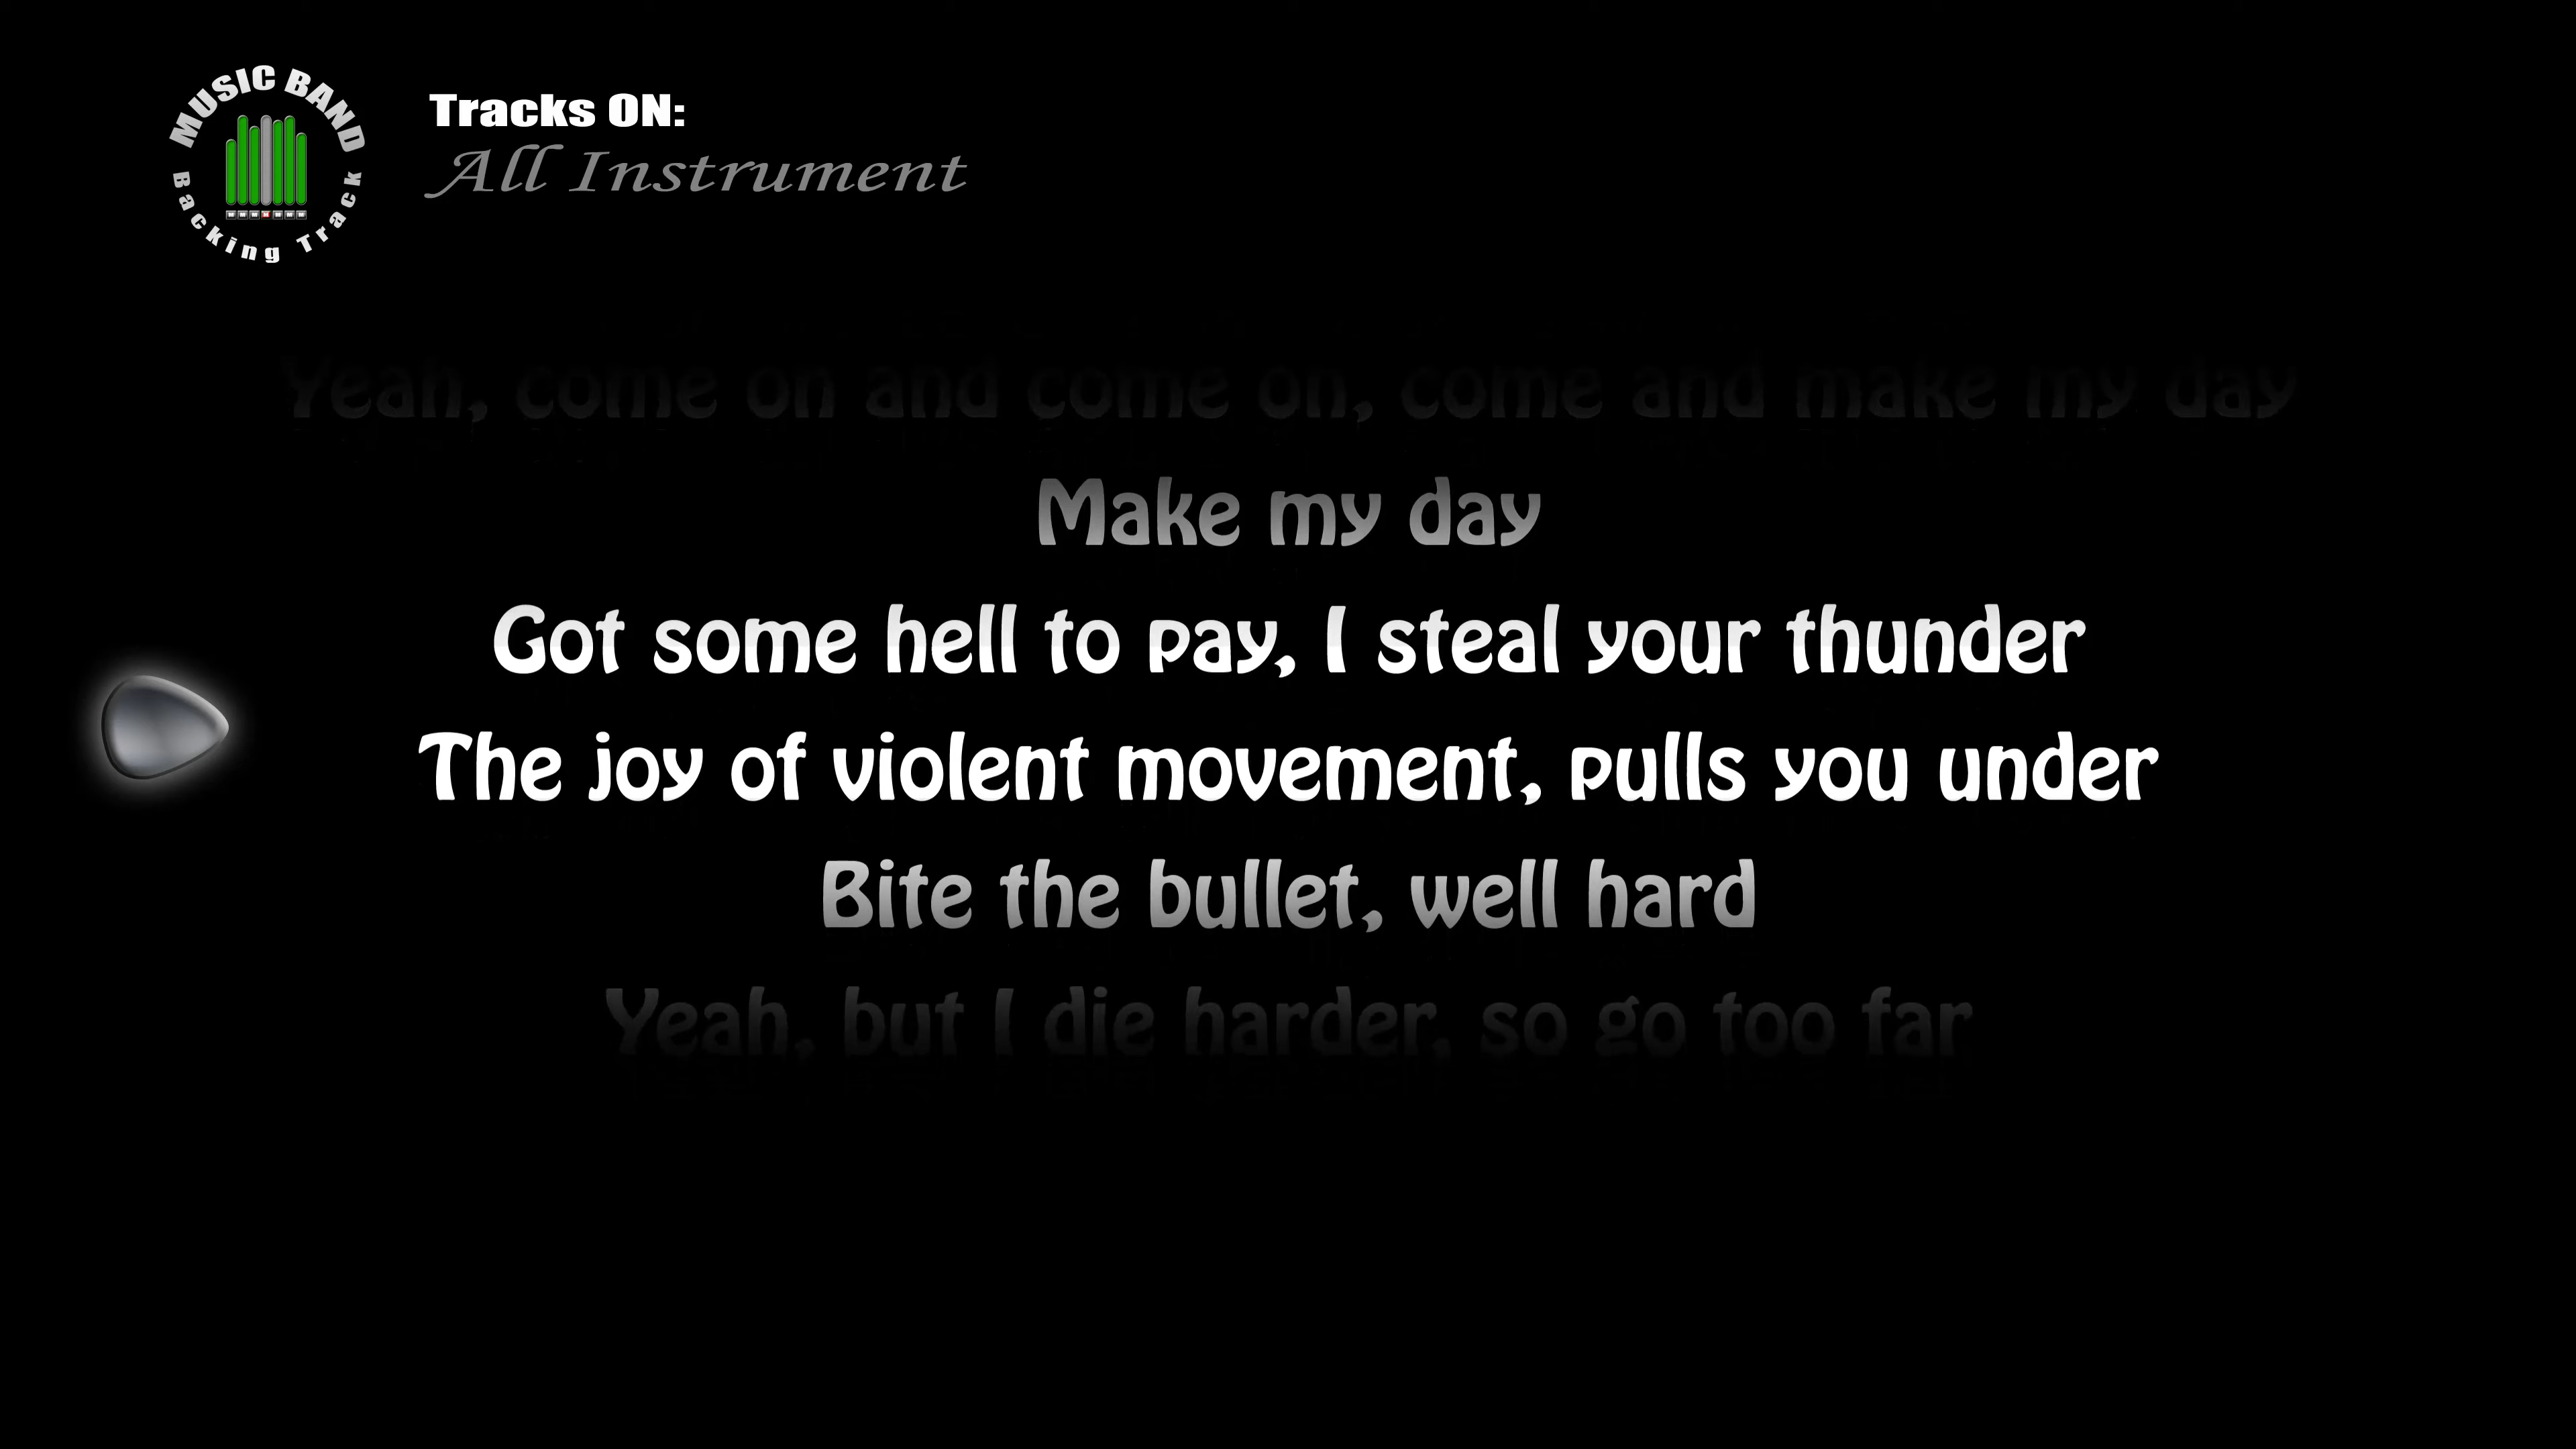 MUSIC BAND
Backing Track
Tracks ON:
All Instrument
Yeah, come on and come on, come and make my day
Make my day
Got some hell to pay, I steal your thunder
The joy of violent movement, pulls you under
Bite the bullet, well hard
Yeah, but I die harder, so go too far